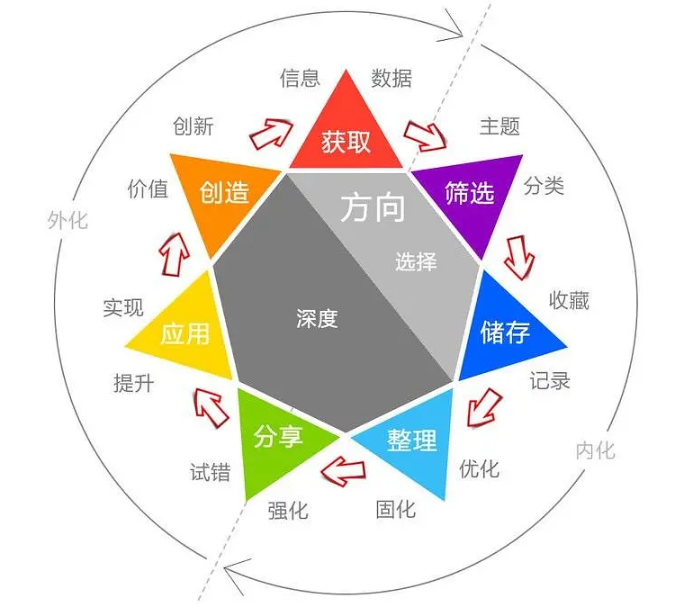 信息
数据
获取
主题
筛选
分类
收藏
储存
记录
内化
优化
整理
固化
强化
分享
试错
提升
应用
实现
外化
价值
创造
创新
方向
选择
深度